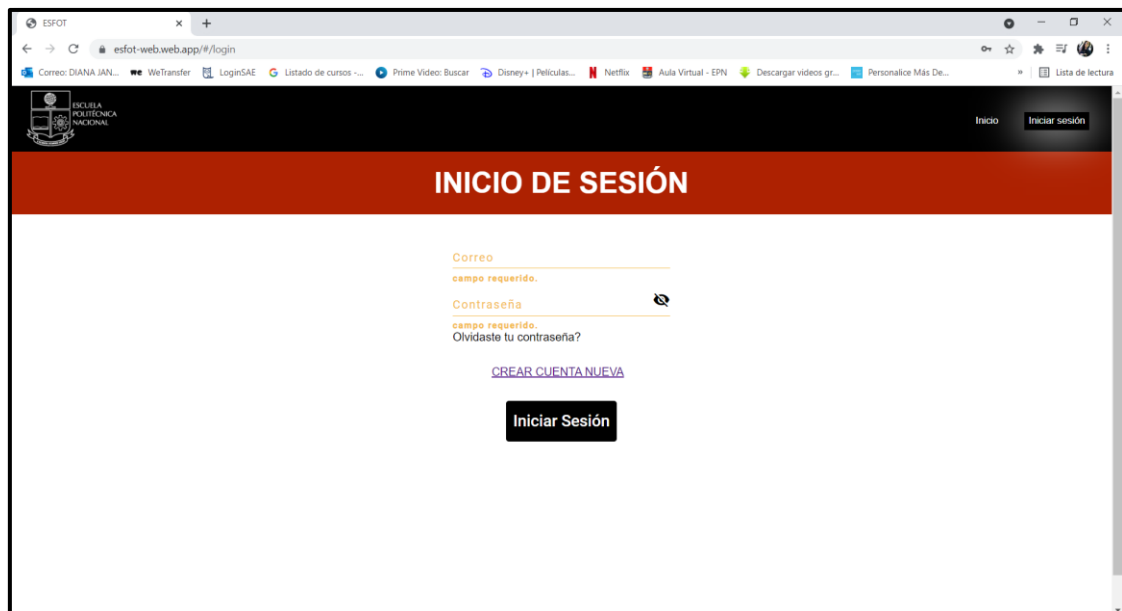 ESFOT
esfot-web.web.app/#/login
Correo: DIANA JAN... we WeTransfer LoginSAE G Listado de cursos -... Prime Video: Buscar Disney+ | Películas... N Netflix Aula Virtual - EPN Descargar videos gr... Personalice Más De... » Lista de lectura
ESCUELA
POLITÉCNICA
NACIONAL
Inicio Iniciar sesión
INICIO DE SESIÓN
Correo
campo requerido.
Contraseña
campo requerido.
Olvidaste tu contraseña?
CREAR CUENTA NUEVA
Iniciar Sesión